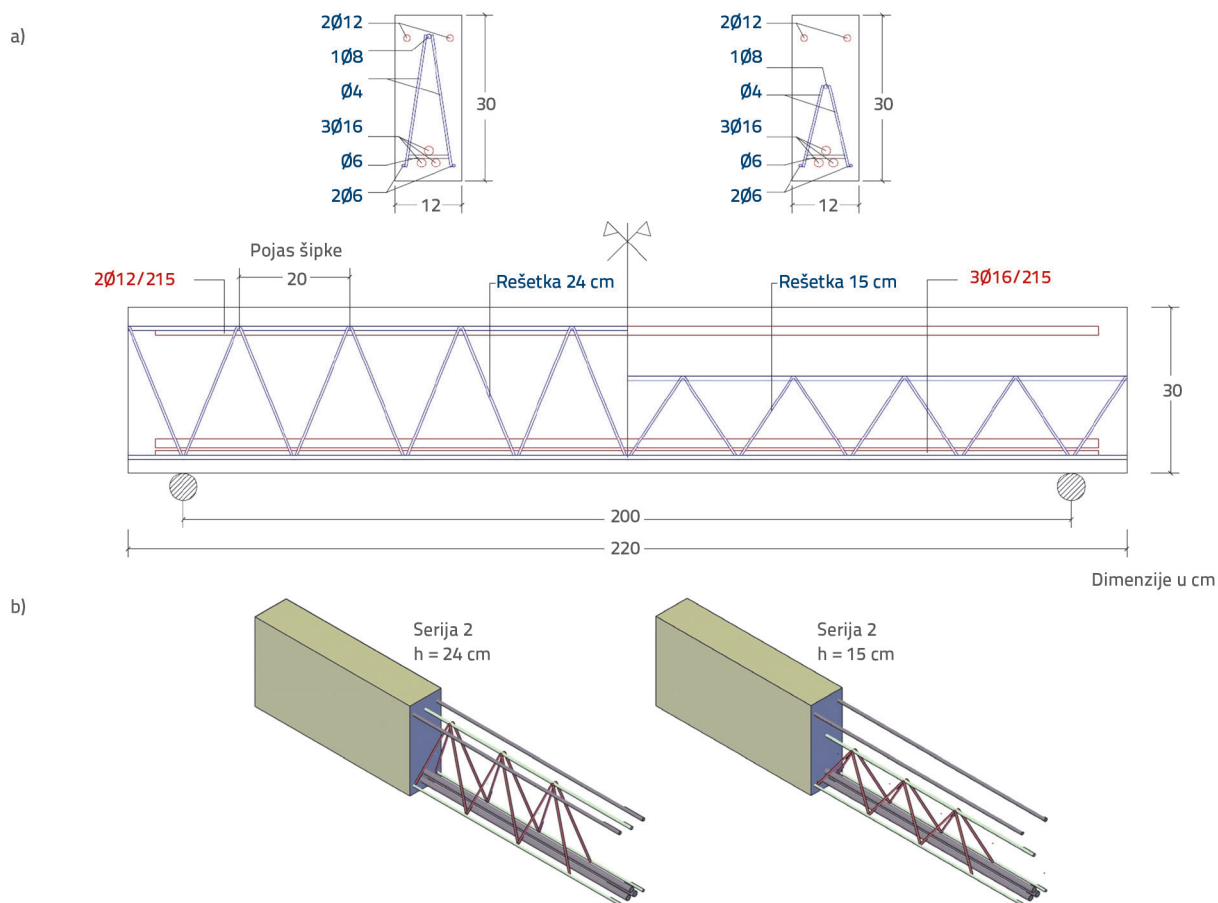 a)
2Ø12
1Ø8
Ø4
3Ø16
Ø6
2Ø6
30
12
2Ø12
1Ø8
Ø4
3Ø16
Ø6
2Ø6
30
12
Pojas šipke
2Ø12/215
20
Rešetka 24 cm
Rešetka 15 cm
3Ø16/215
30
200
220
Dimenzije u cm
b)
Serija 2
h = 24 cm
Serija 2
h = 15 cm